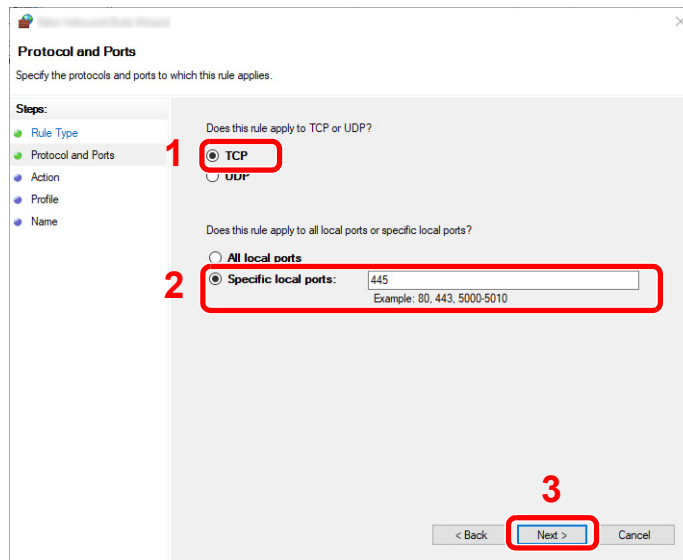 Protocol and Ports
Specify the protocols and ports to which this rule applies.
Steps:
Rule Type
Protocol and Ports
Action
Profile
Name
Does this rule apply to TCP or UDP?
1
TCP
UDP
Does this rule apply to all local ports or specific local ports?
All local ports
2
Specific local ports: 445
Example: 80, 443, 5000-5010
3
< Back Next > Cancel